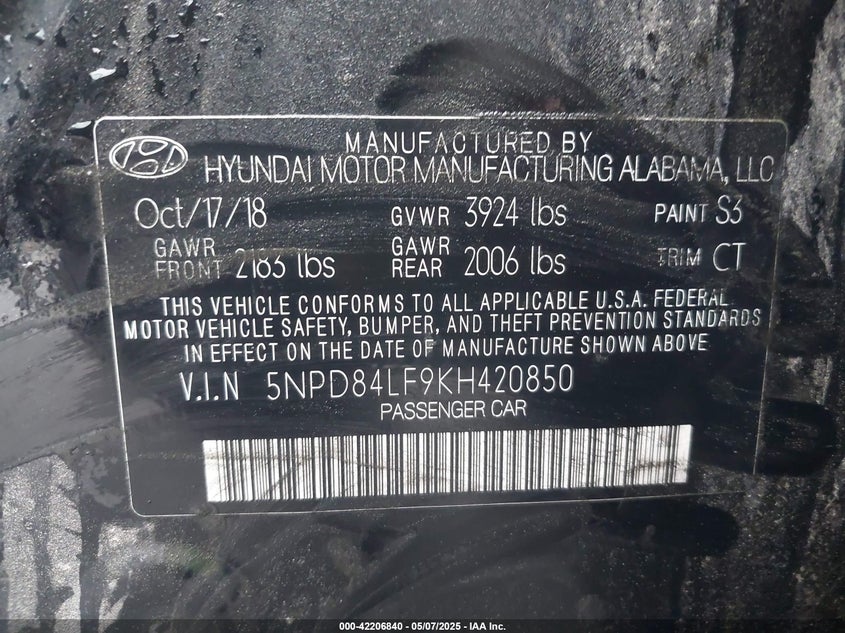 MANUFACTURED BY
HYUNDAI MOTOR MANUFACTURING ALABAMA, LLC
Oct/17/18 GVWR 3924 lbs PAINT S3
GAWR FRONT 2183 lbs GAWR REAR 2006 lbs TRIM CT
THIS VEHICLE CONFORMS TO ALL APPLICABLE U.S.A. FEDERAL
MOTOR VEHICLE SAFETY, BUMPER, AND THEFT PREVENTION STANDARDS
IN EFFECT ON THE DATE OF MANUFACTURE SHOWN ABOVE
V.I.N 5NPD84LF9KH420850
PASSENGER CAR
000-42206840 - 05/07/2025 - IAA Inc.